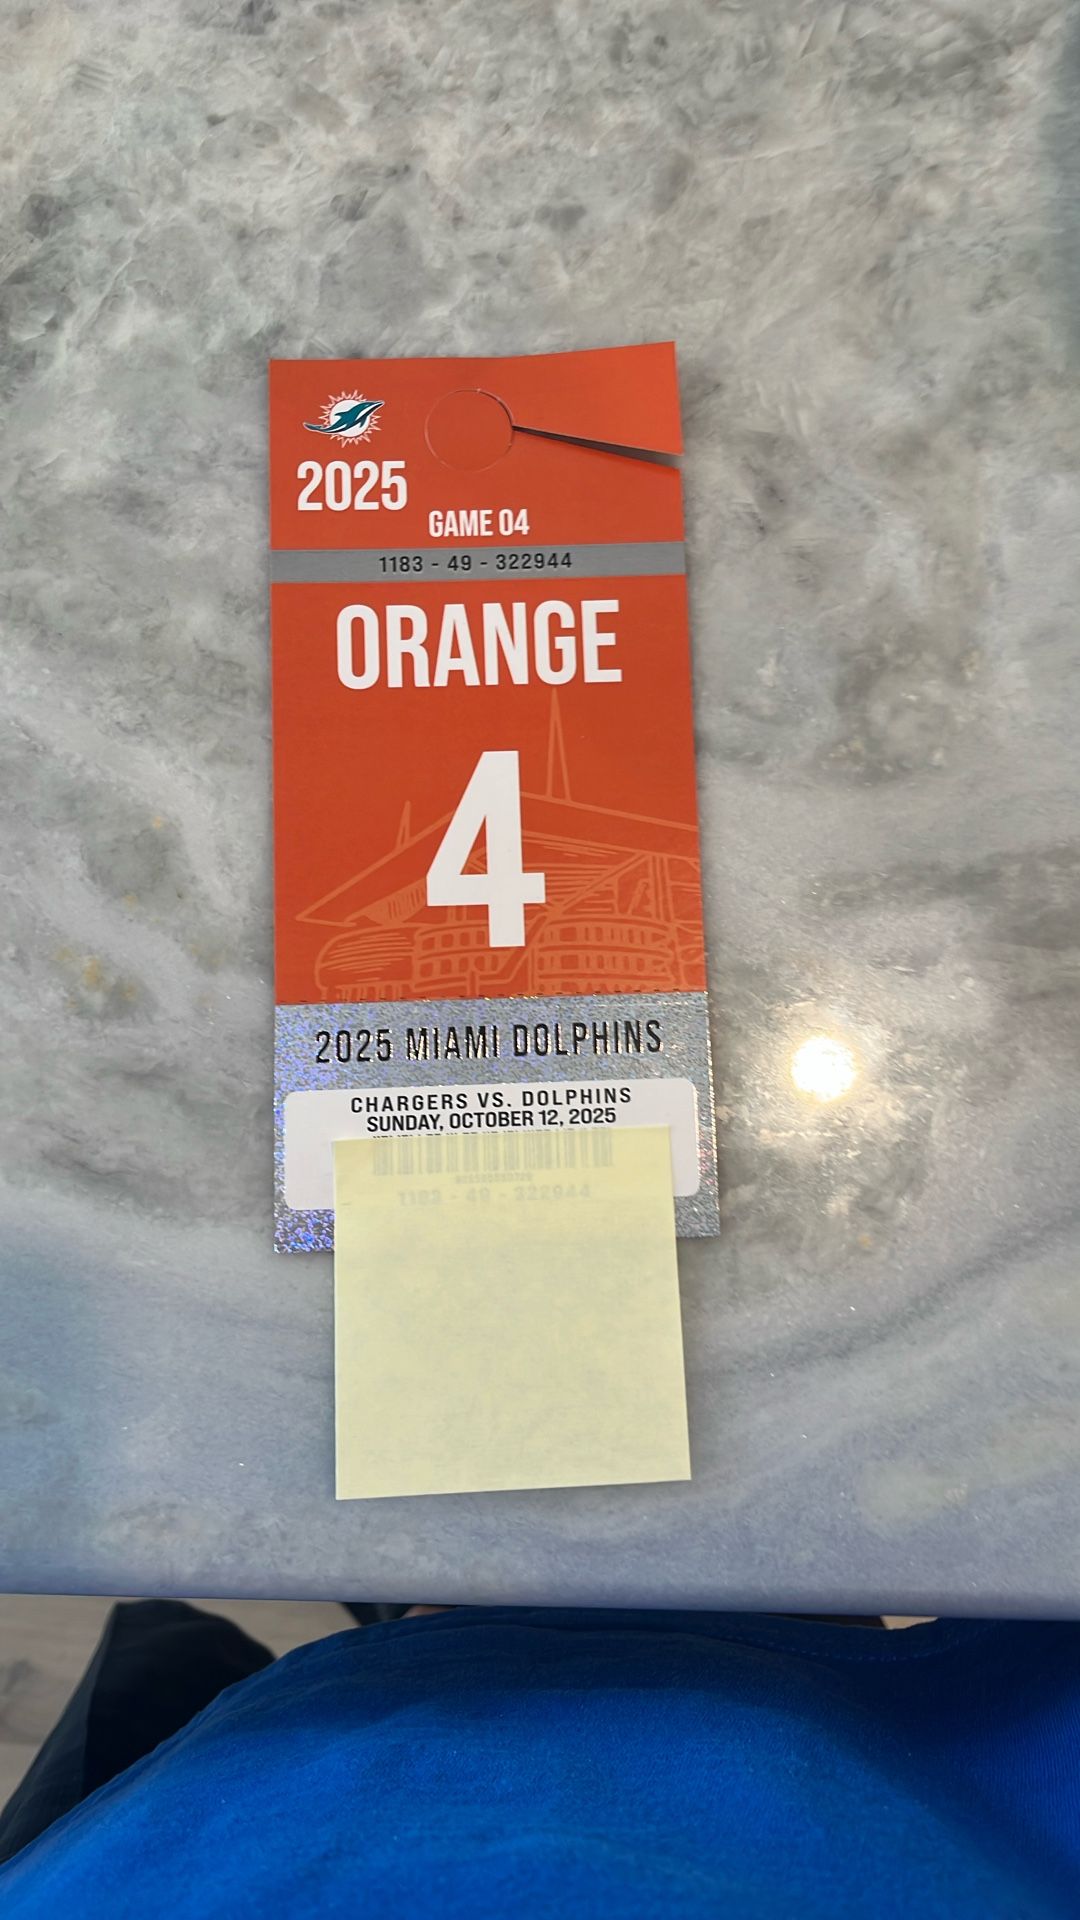 2025
GAME 04
1183 - 49 - 322944
ORANGE
4
2025 MIAMI DOLPHINS
CHARGERS VS. DOLPHINS
SUNDAY, OCTOBER 12, 2025
1183 - 49 - 322944